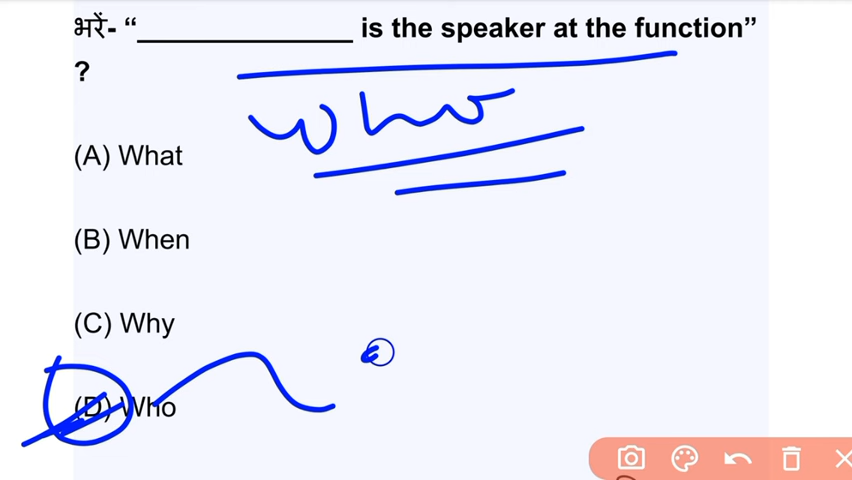 भरें- “______________ is the speaker at the function”
?
who
(A) What
(B) When
(C) Why
(D) Who